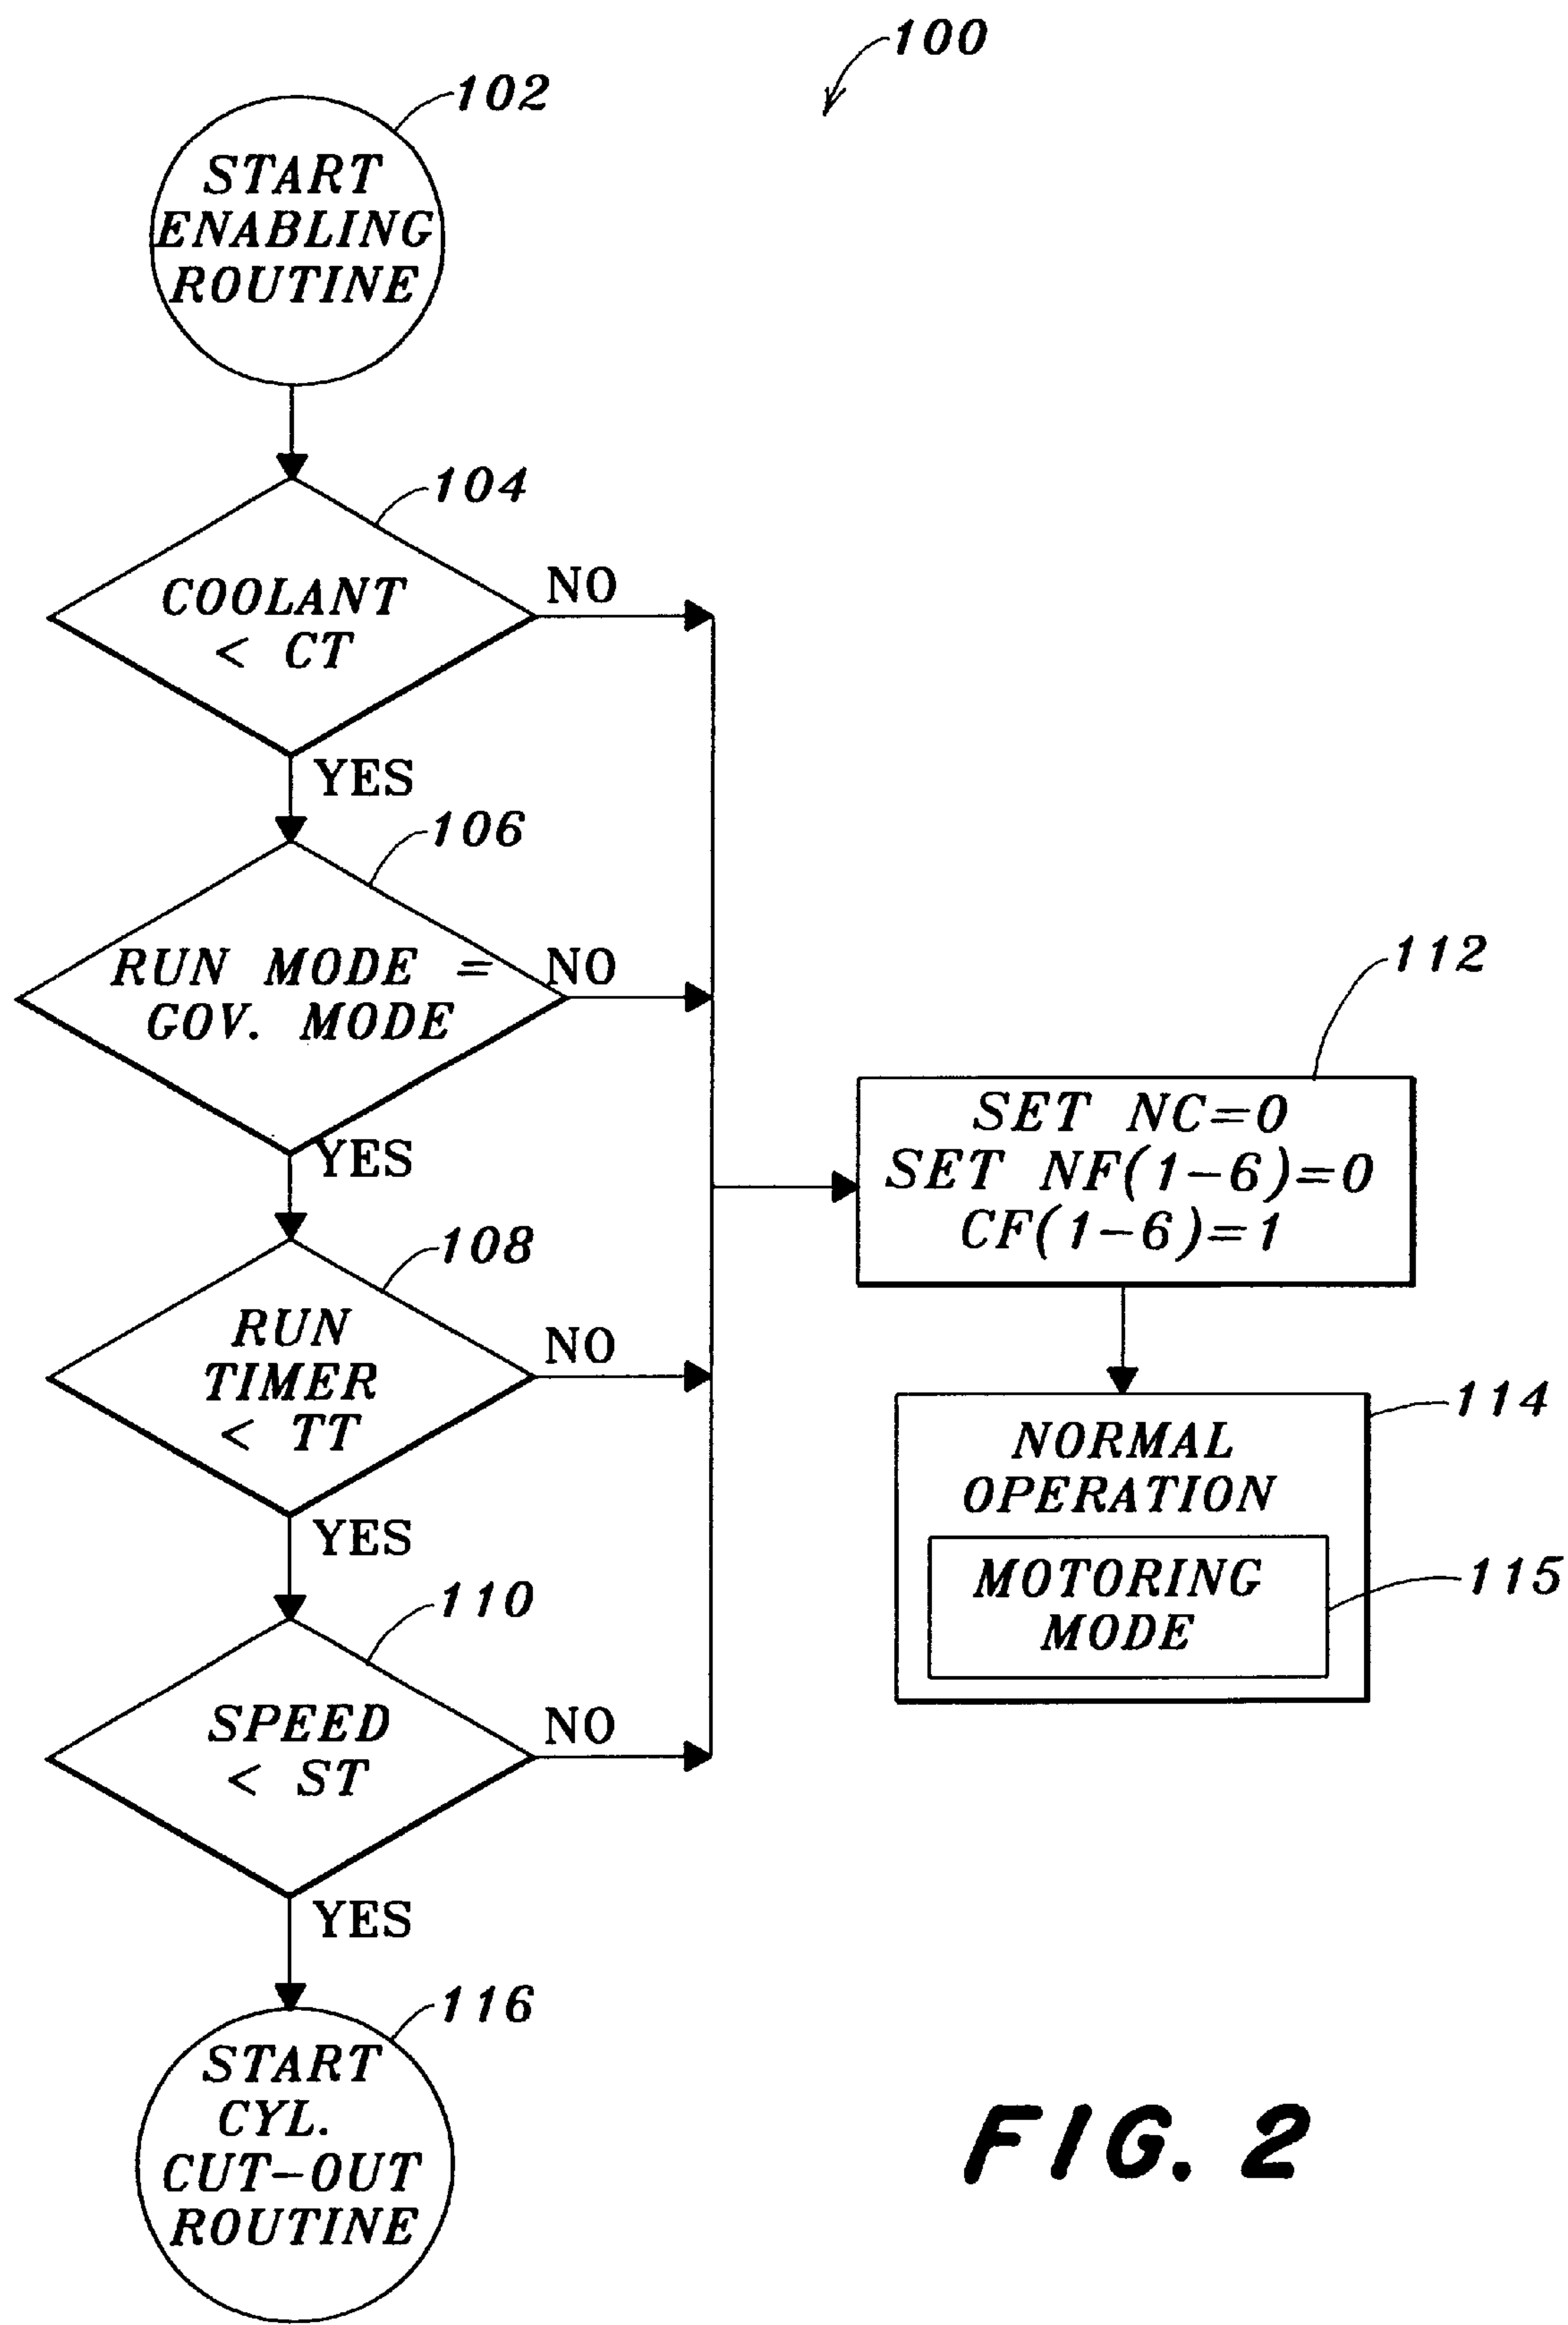 100
102
START
ENABLING
ROUTINE
104
COOLANT
< CT
NO
YES
106
RUN MODE =
GOV. MODE
NO
YES
108
RUN
TIMER
< TT
NO
YES
110
SPEED
< ST
NO
YES
116
START
CYL.
CUT-OUT
ROUTINE
112
SET NC=0
SET NF(1-6)=0
CF(1-6)=1
114
NORMAL
OPERATION
115
MOTORING
MODE
FIG. 2